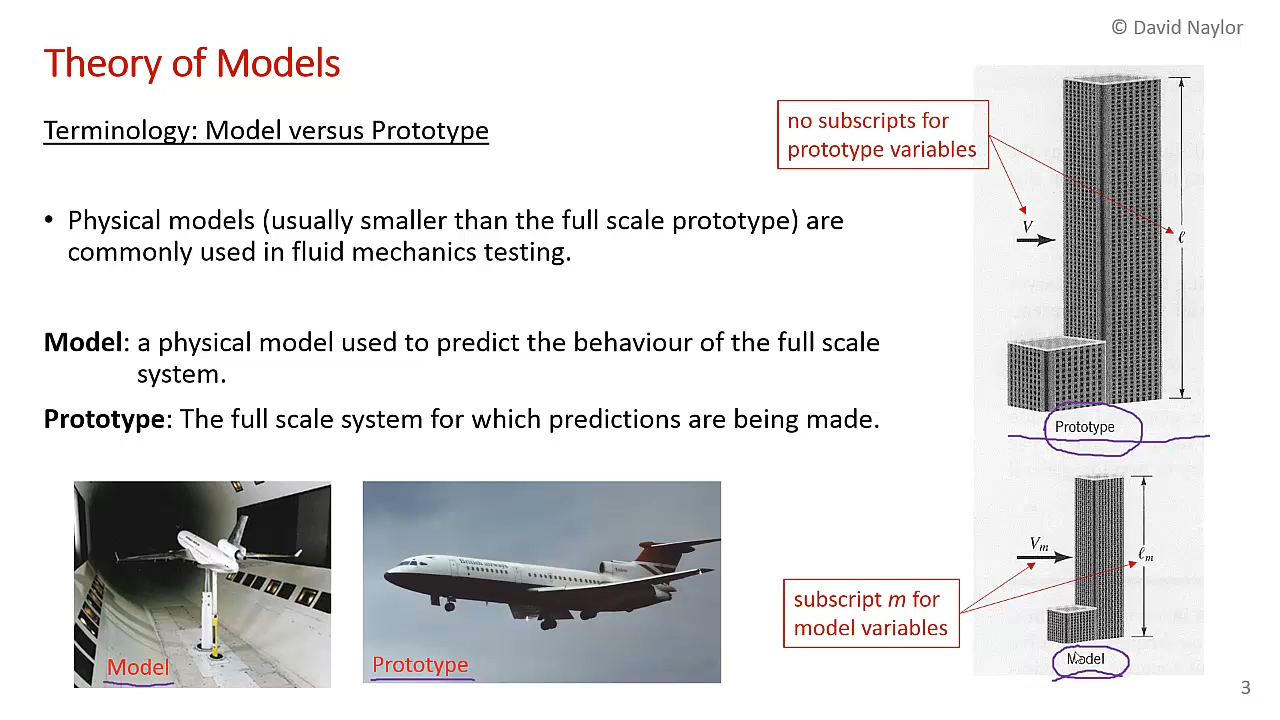 © David Naylor
Theory of Models
Terminology: Model versus Prototype
• Physical models (usually smaller than the full scale prototype) are
commonly used in fluid mechanics testing.
Model: a physical model used to predict the behaviour of the full scale
system.
Prototype: The full scale system for which predictions are being made.
no subscripts for
prototype variables
V
ℓ
Prototype
Vm
ℓm
subscript m for
model variables
Model
British airways
Model
Prototype
3